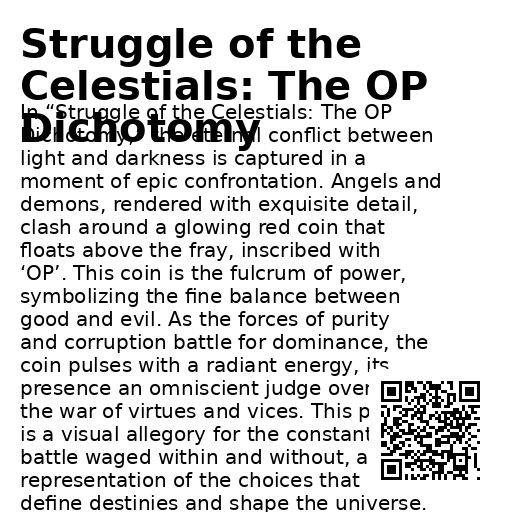 Struggle of the
Celestials: The OP
Dichotomy
In “Struggle of the Celestials: The OP
Dichotomy,” the eternal conflict between
light and darkness is captured in a
moment of epic confrontation. Angels and
demons, rendered with exquisite detail,
clash around a glowing red coin that
floats above the fray, inscribed with
‘OP’. This coin is the fulcrum of power,
symbolizing the fine balance between
good and evil. As the forces of purity
and corruption battle for dominance, the
coin pulses with a radiant energy, its
presence an omniscient judge over
the war of virtues and vices. This
is a visual allegory for the constant
battle waged within and without, a
representation of the choices that
define destinies and shape the universe.